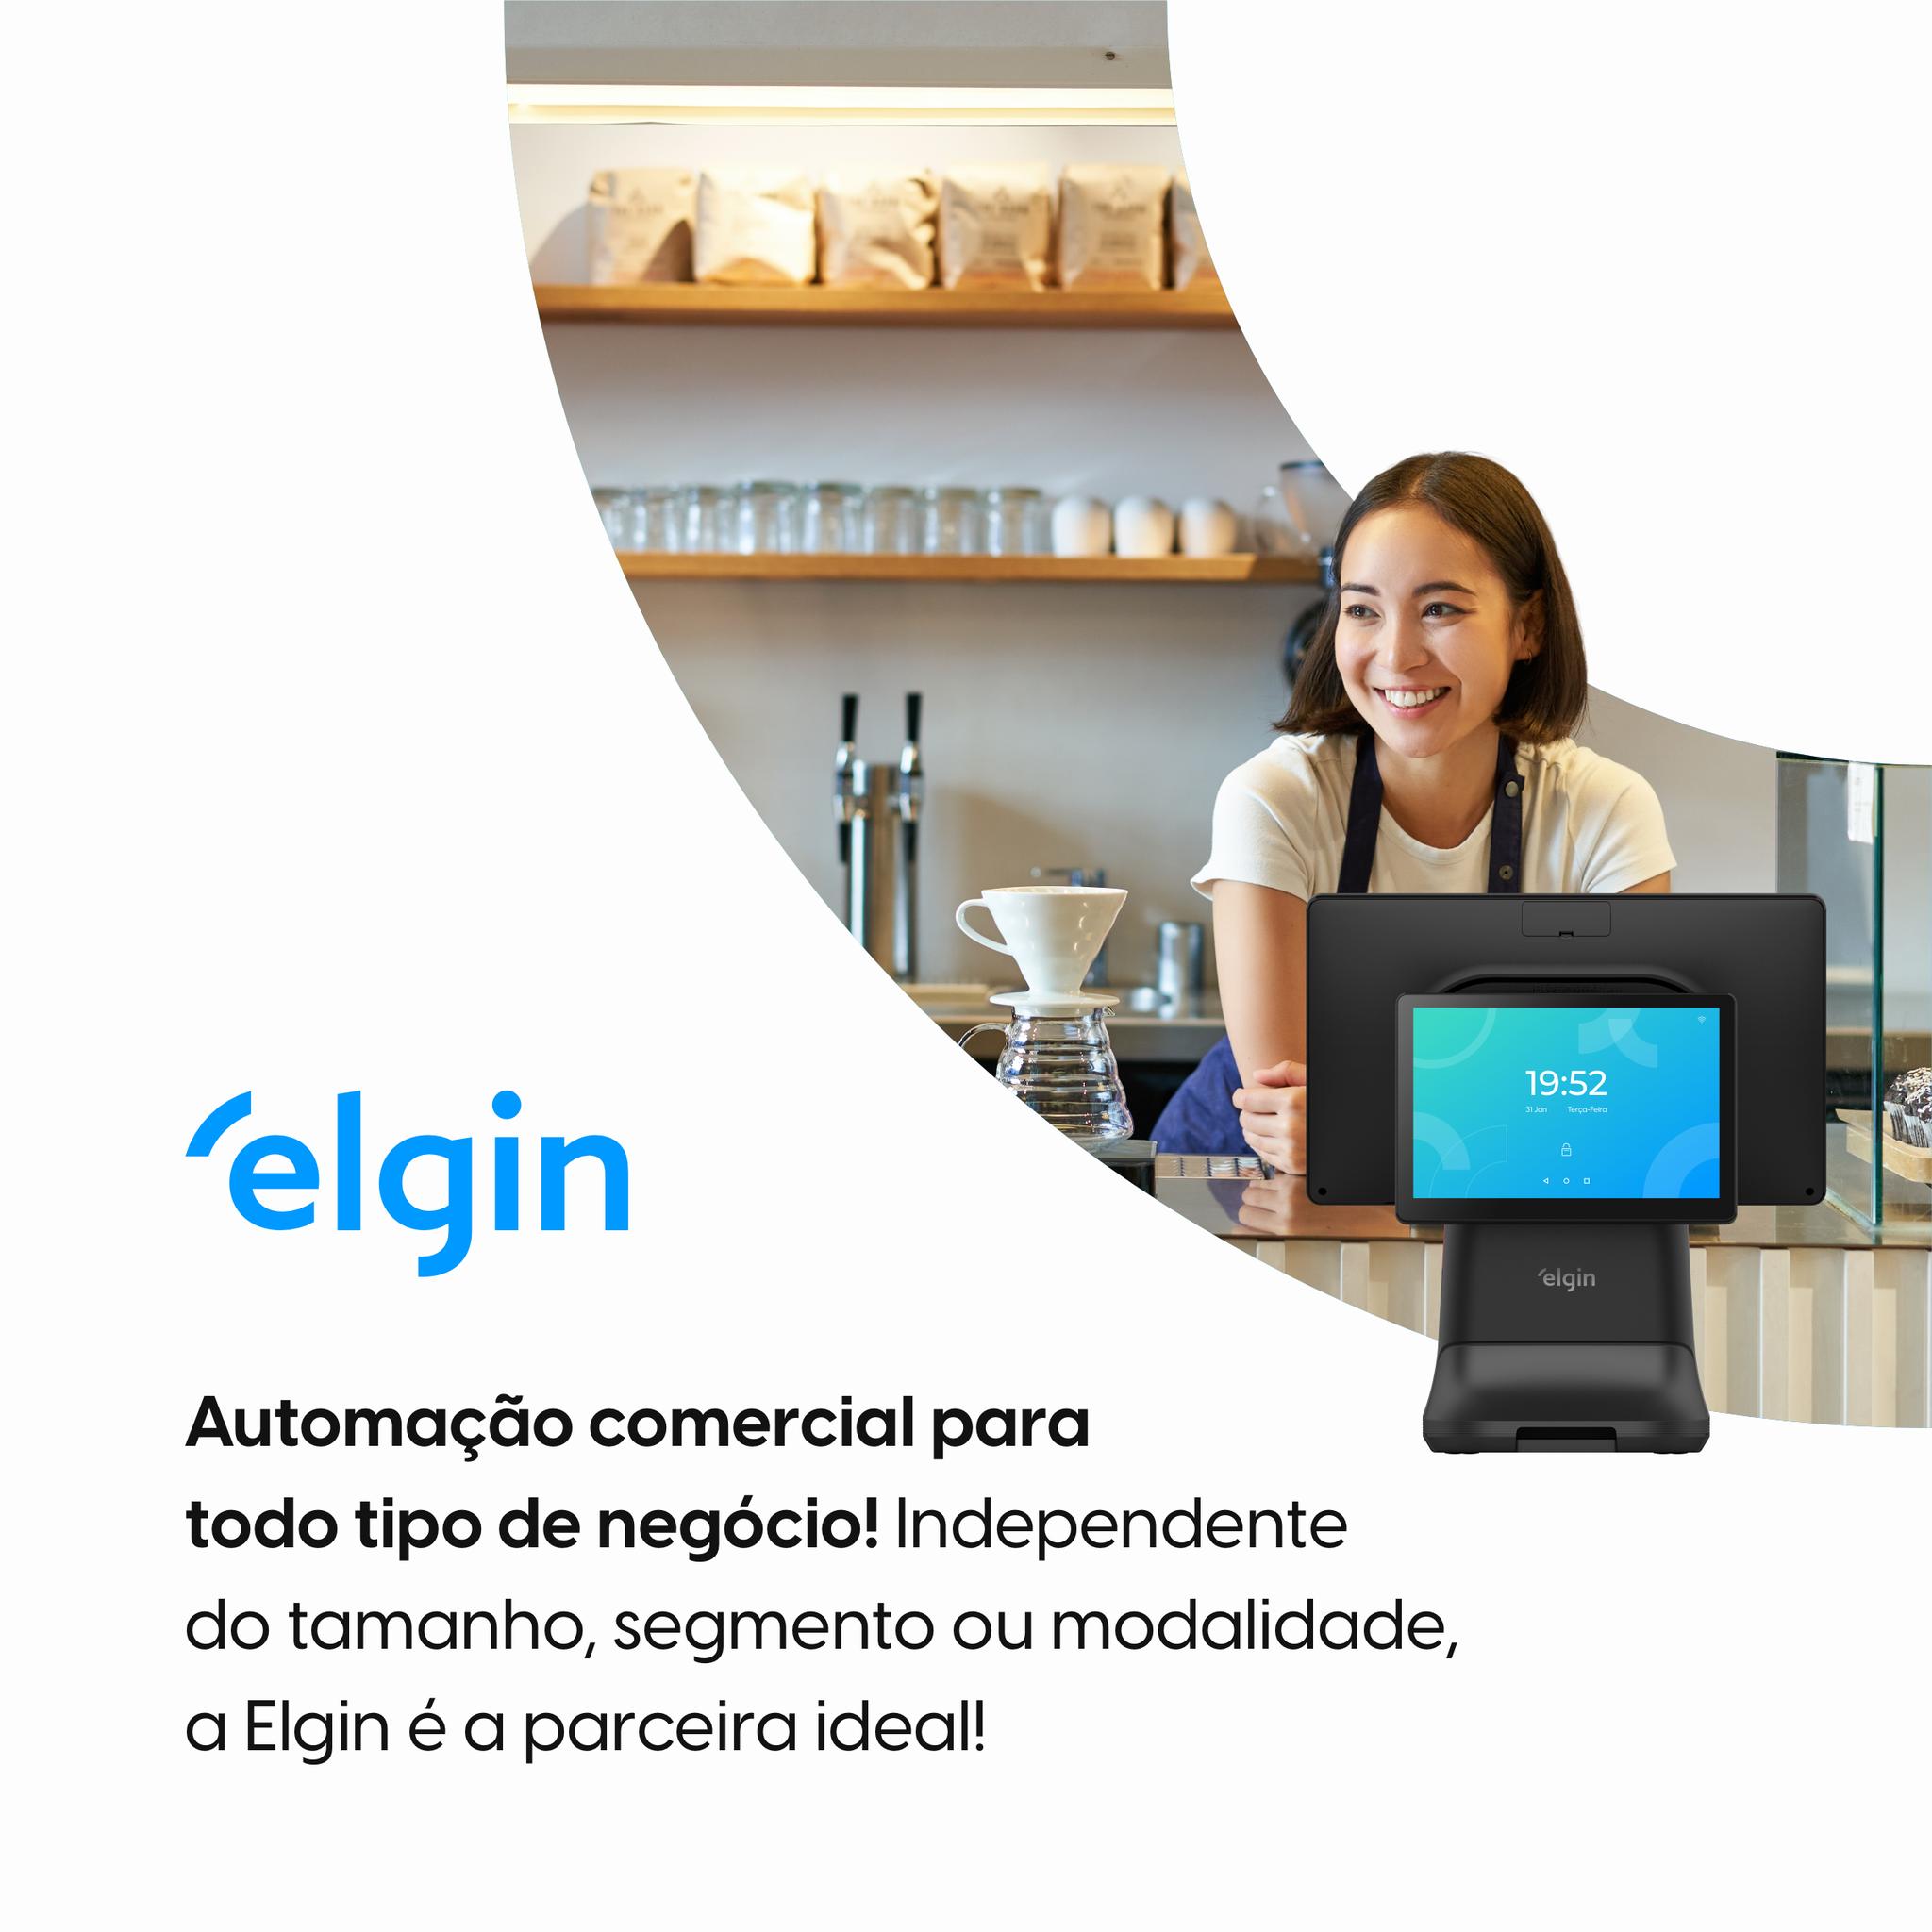 19:52
31 Jan Terça-Feira
elgin
elgin
Automação comercial para
todo tipo de negócio! Independente
do tamanho, segmento ou modalidade,
a Elgin é a parceira ideal!